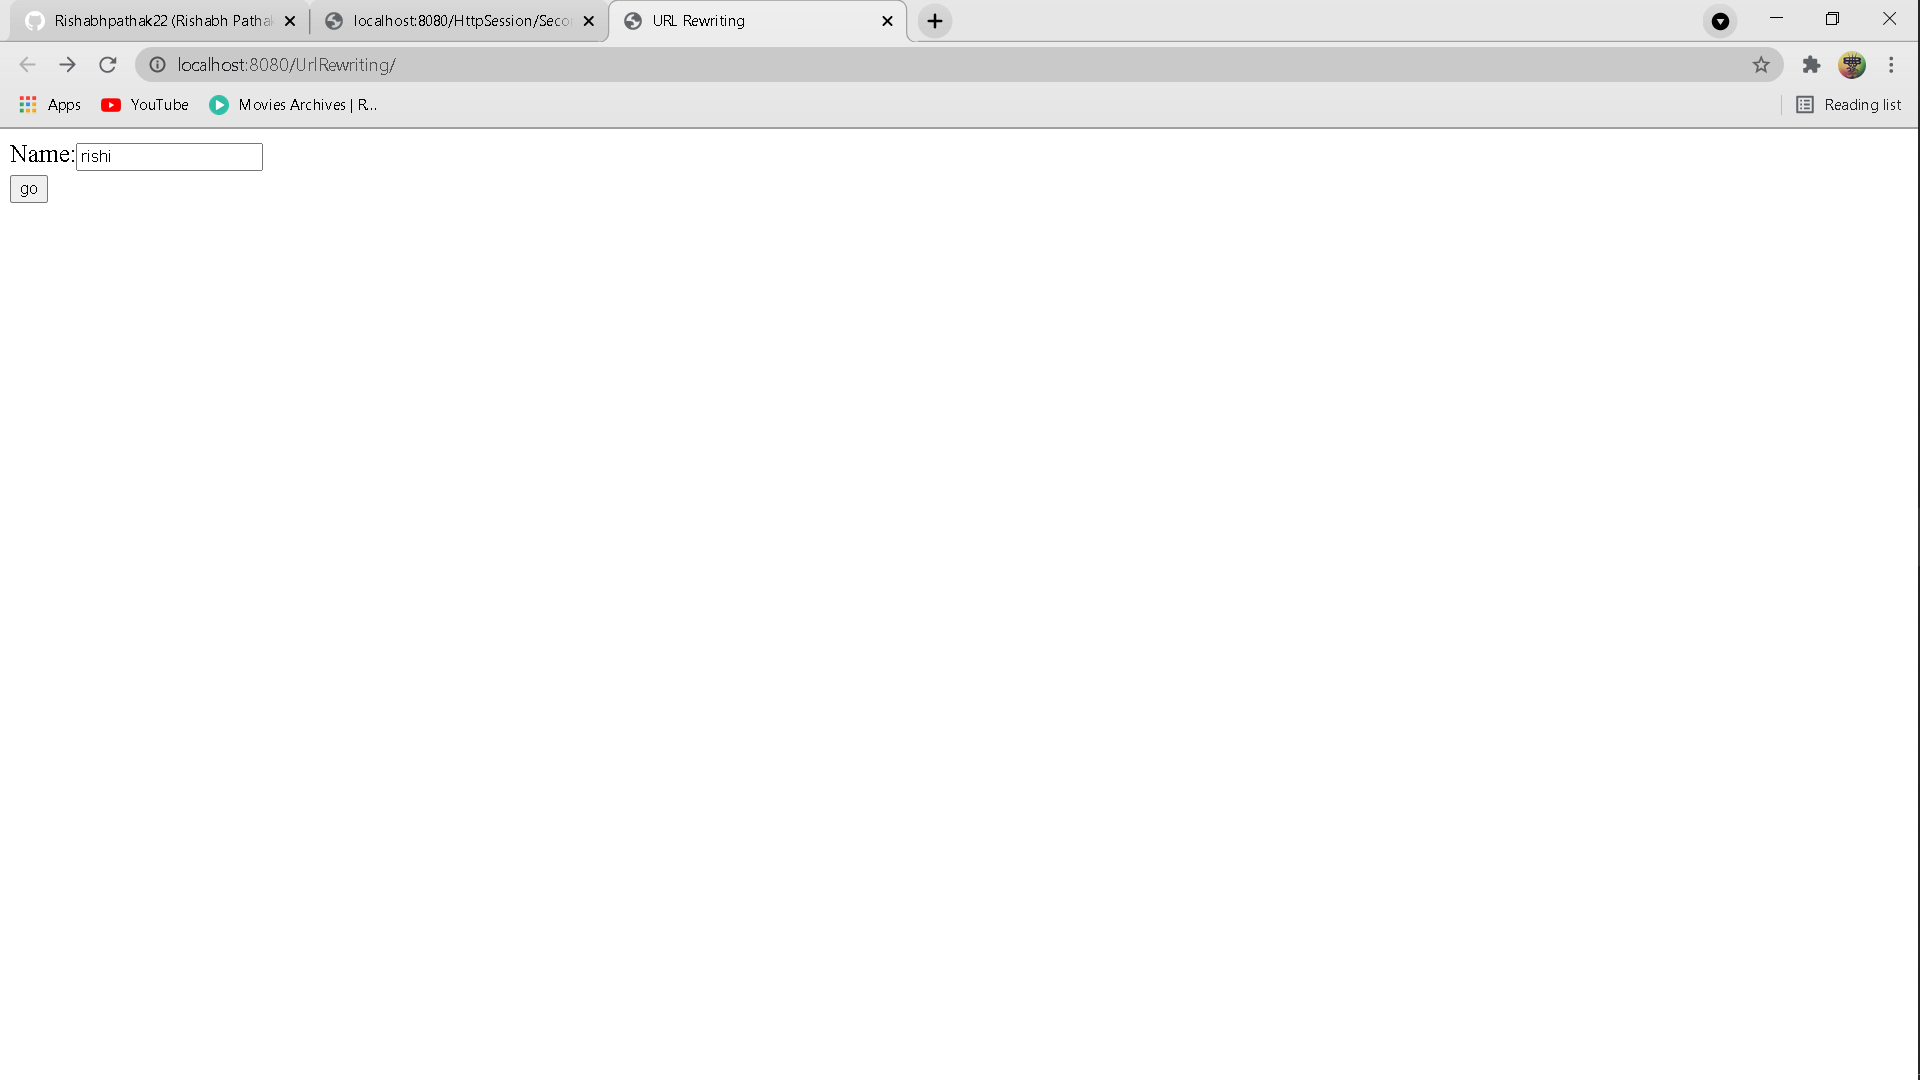 Rishabhpathak22 (Rishabh Patha
localhost:8080/HttpSession/Seco
URL Rewriting
localhost:8080/UrlRewriting/
Apps
YouTube
Movies Archives | R...
Reading list
Name:rishi
go